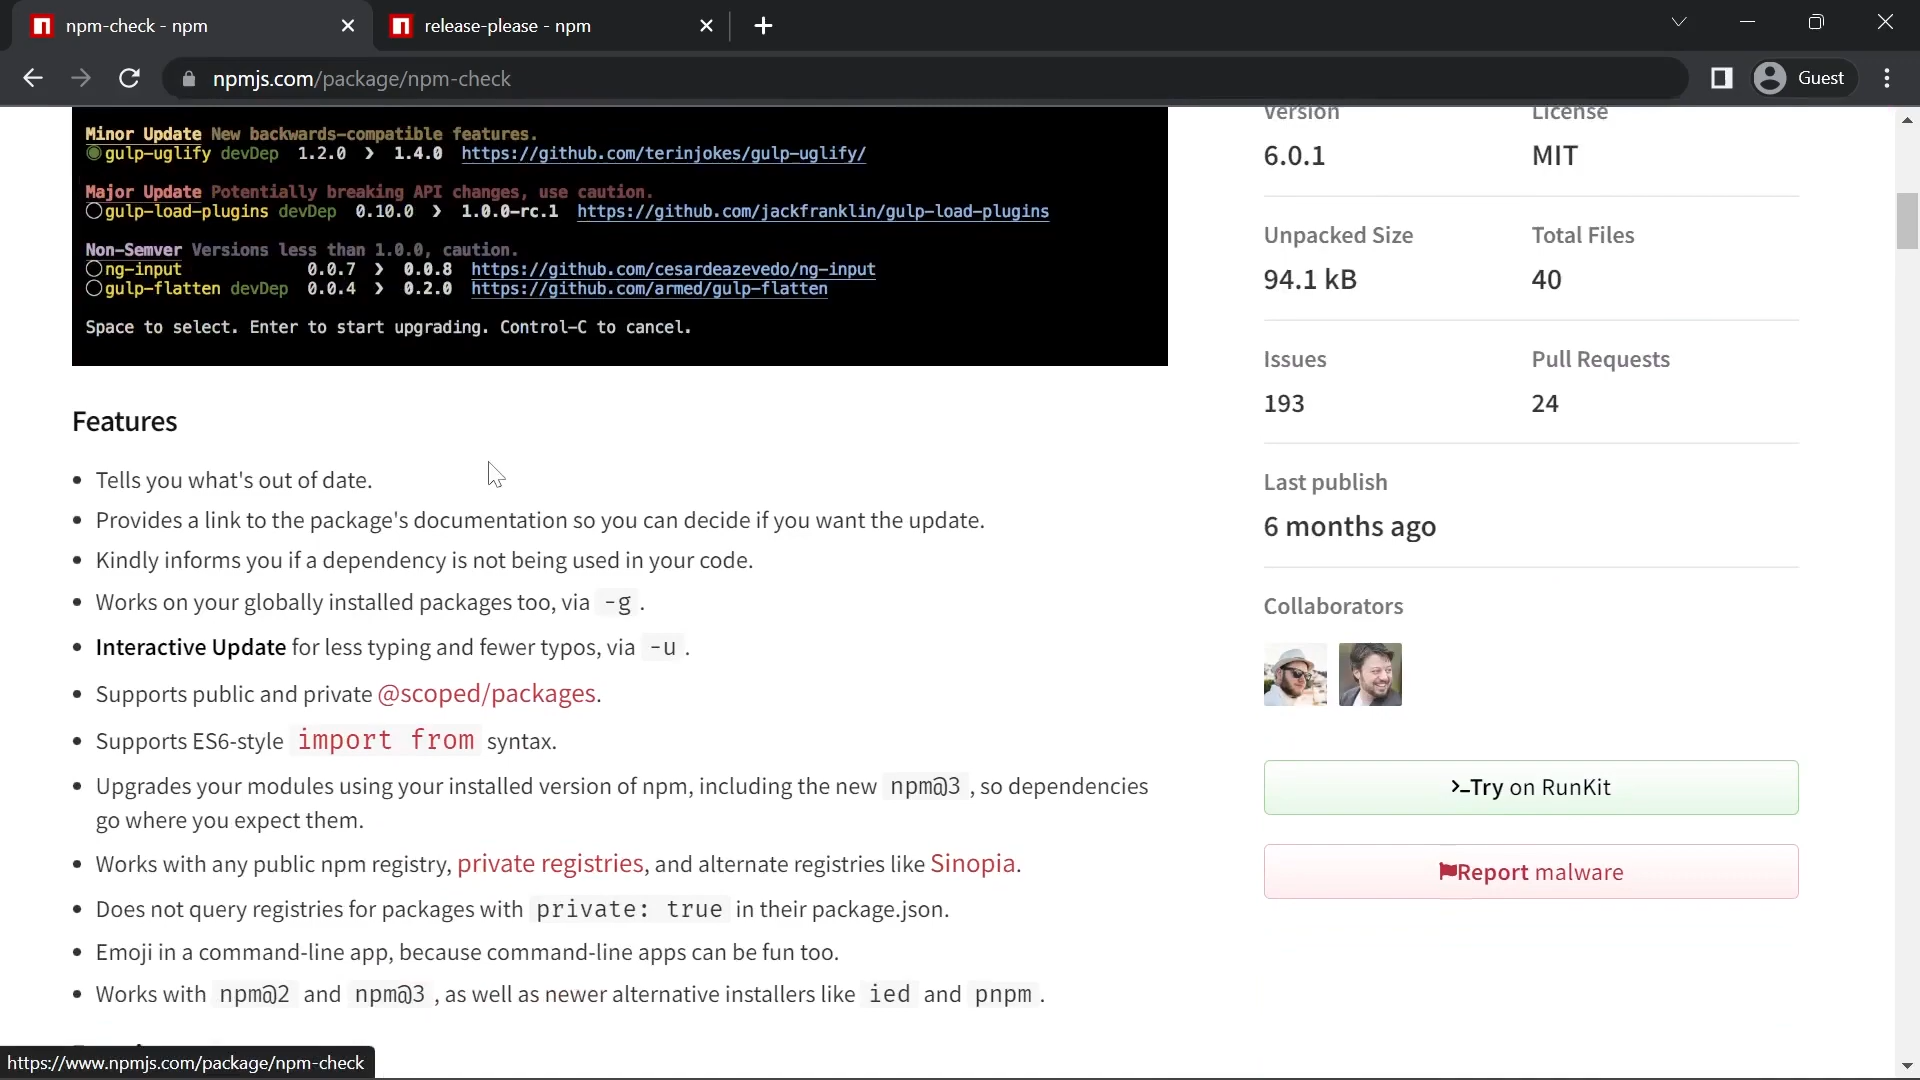 npm-check - npm
release-please - npm
npmjs.com/package/npm-check
Guest
Minor Update New backwards-compatible features.
gulp-uglify devDep 1.2.0 ❯ 1.4.0 https://github.com/terinjokes/gulp-uglify/
Major Update Potentially breaking API changes, use caution.
gulp-load-plugins devDep 0.10.0 ❯ 1.0.0-rc.1 https://github.com/jackfranklin/gulp-load-plugins
Non-Semver Versions less than 1.0.0, caution.
ng-input 0.0.7 ❯ 0.0.8 https://github.com/cesardeazevedo/ng-input
gulp-flatten devDep 0.0.4 ❯ 0.2.0 https://github.com/armed/gulp-flatten
Space to select. Enter to start upgrading. Control-C to cancel.
Features
• Tells you what's out of date.
• Provides a link to the package's documentation so you can decide if you want the update.
• Kindly informs you if a dependency is not being used in your code.
• Works on your globally installed packages too, via -g.
• Interactive Update for less typing and fewer typos, via -u.
• Supports public and private @scoped/packages.
• Supports ES6-style import from syntax.
• Upgrades your modules using your installed version of npm, including the new npm@3, so dependencies
go where you expect them.
• Works with any public npm registry, private registries, and alternate registries like Sinopia.
• Does not query registries for packages with private: true in their package.json.
• Emoji in a command-line app, because command-line apps can be fun too.
• Works with npm@2 and npm@3, as well as newer alternative installers like ied and pnpm.
Version
License
6.0.1
MIT
Unpacked Size
Total Files
94.1 kB
40
Issues
Pull Requests
193
24
Last publish
6 months ago
Collaborators
>_Try on RunKit
Report malware
https://www.npmjs.com/package/npm-check